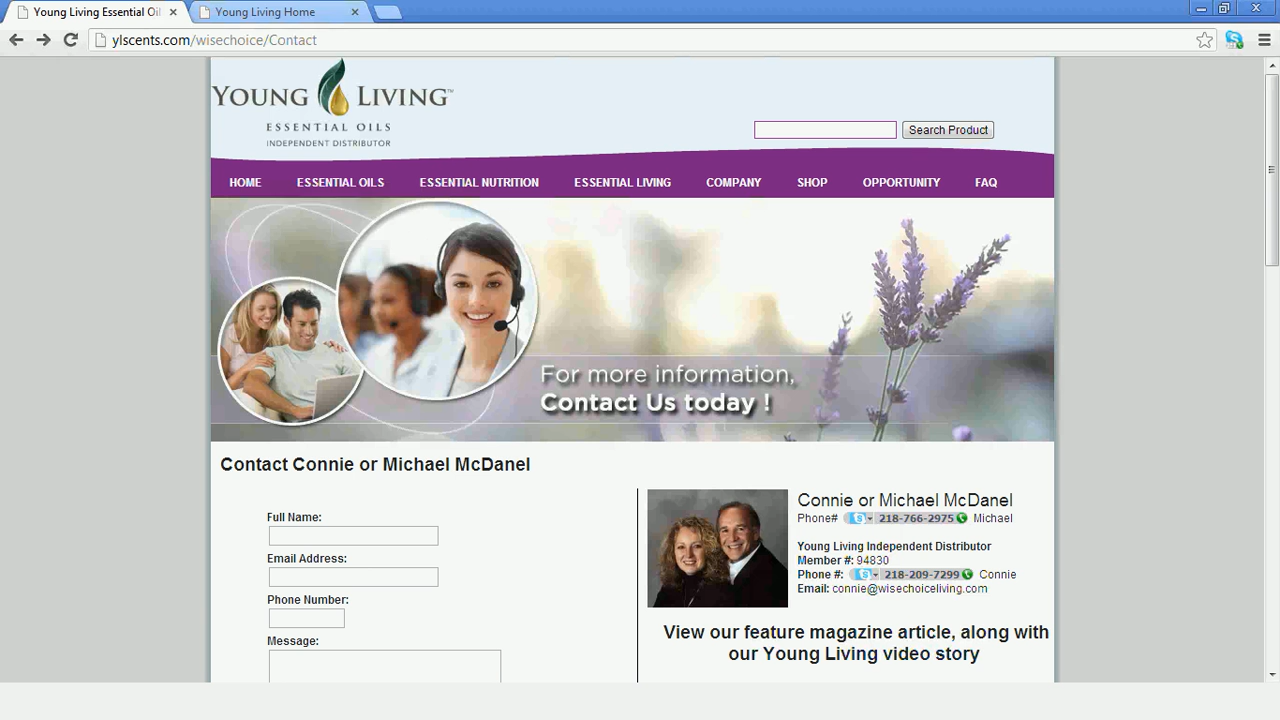 Young Living Essential Oil
Young Living Home
ylscents.com/wisechoice/Contact
YOUNG LIVING™
ESSENTIAL OILS
INDEPENDENT DISTRIBUTOR
Search Product
HOME ESSENTIAL OILS ESSENTIAL NUTRITION ESSENTIAL LIVING COMPANY SHOP OPPORTUNITY FAQ
For more information,
Contact Us today !
Contact Connie or Michael McDanel
Full Name:
Email Address:
Phone Number:
Message:
Connie or Michael McDanel
Phone# 218-766-2975 Michael
Young Living Independent Distributor
Member #: 94830
Phone #: 218-209-7299 Connie
Email: connie@wisechoiceliving.com
View our feature magazine article, along with
our Young Living video story